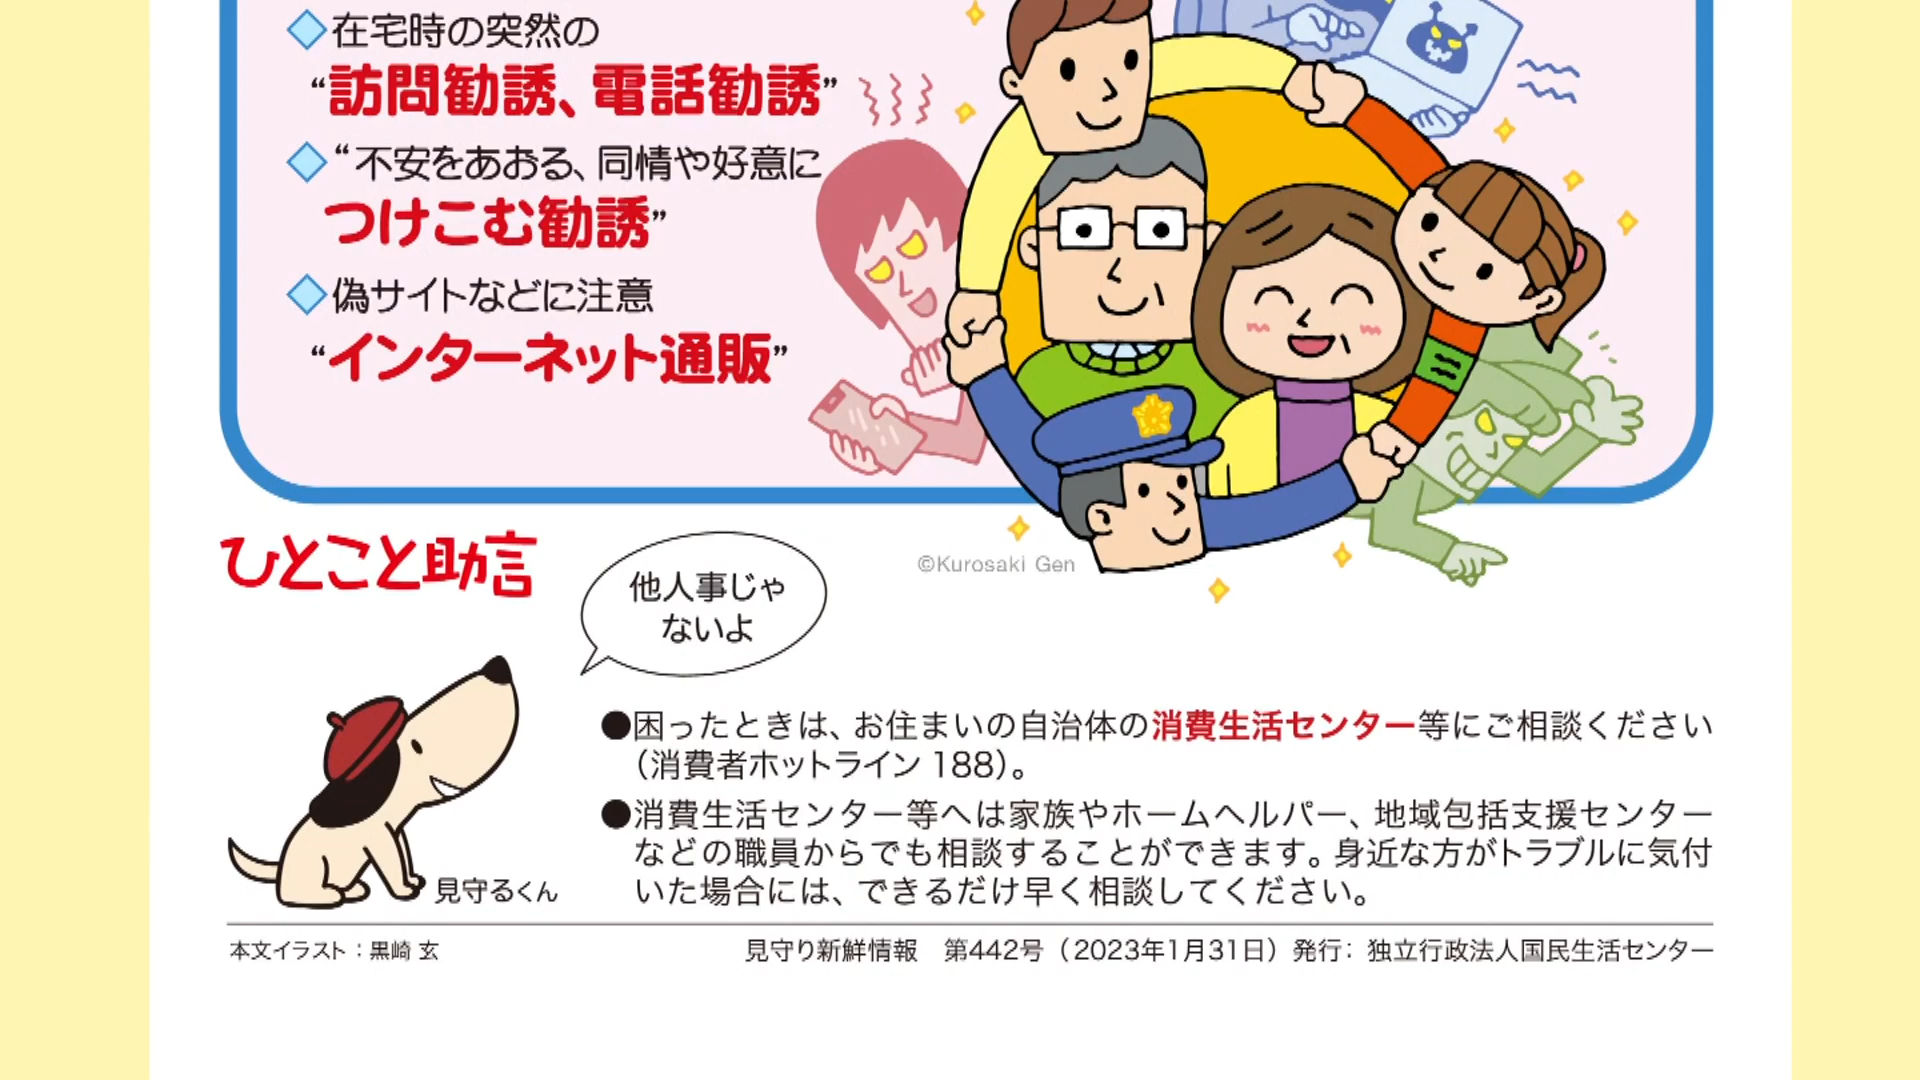 ◇在宅時の突然の
“訪問勧誘、電話勧誘”
◇“不安をあおる、同情や好意に
つけこむ勧誘”
◇偽サイトなどに注意
“インターネット通販”
©Kurosaki Gen
ひとこと助言
他人事じゃ
ないよ
●困ったときは、お住まいの自治体の消費生活センター等にご相談ください
（消費者ホットライン 188）。
●消費生活センター等へは家族やホームヘルパー、地域包括支援センター
などの職員からでも相談することができます。身近な方がトラブルに気付
いた場合には、できるだけ早く相談してください。
見守るくん
本文イラスト：黒崎 玄
見守り新鮮情報　第442号（2023年1月31日）発行：独立行政法人国民生活センター